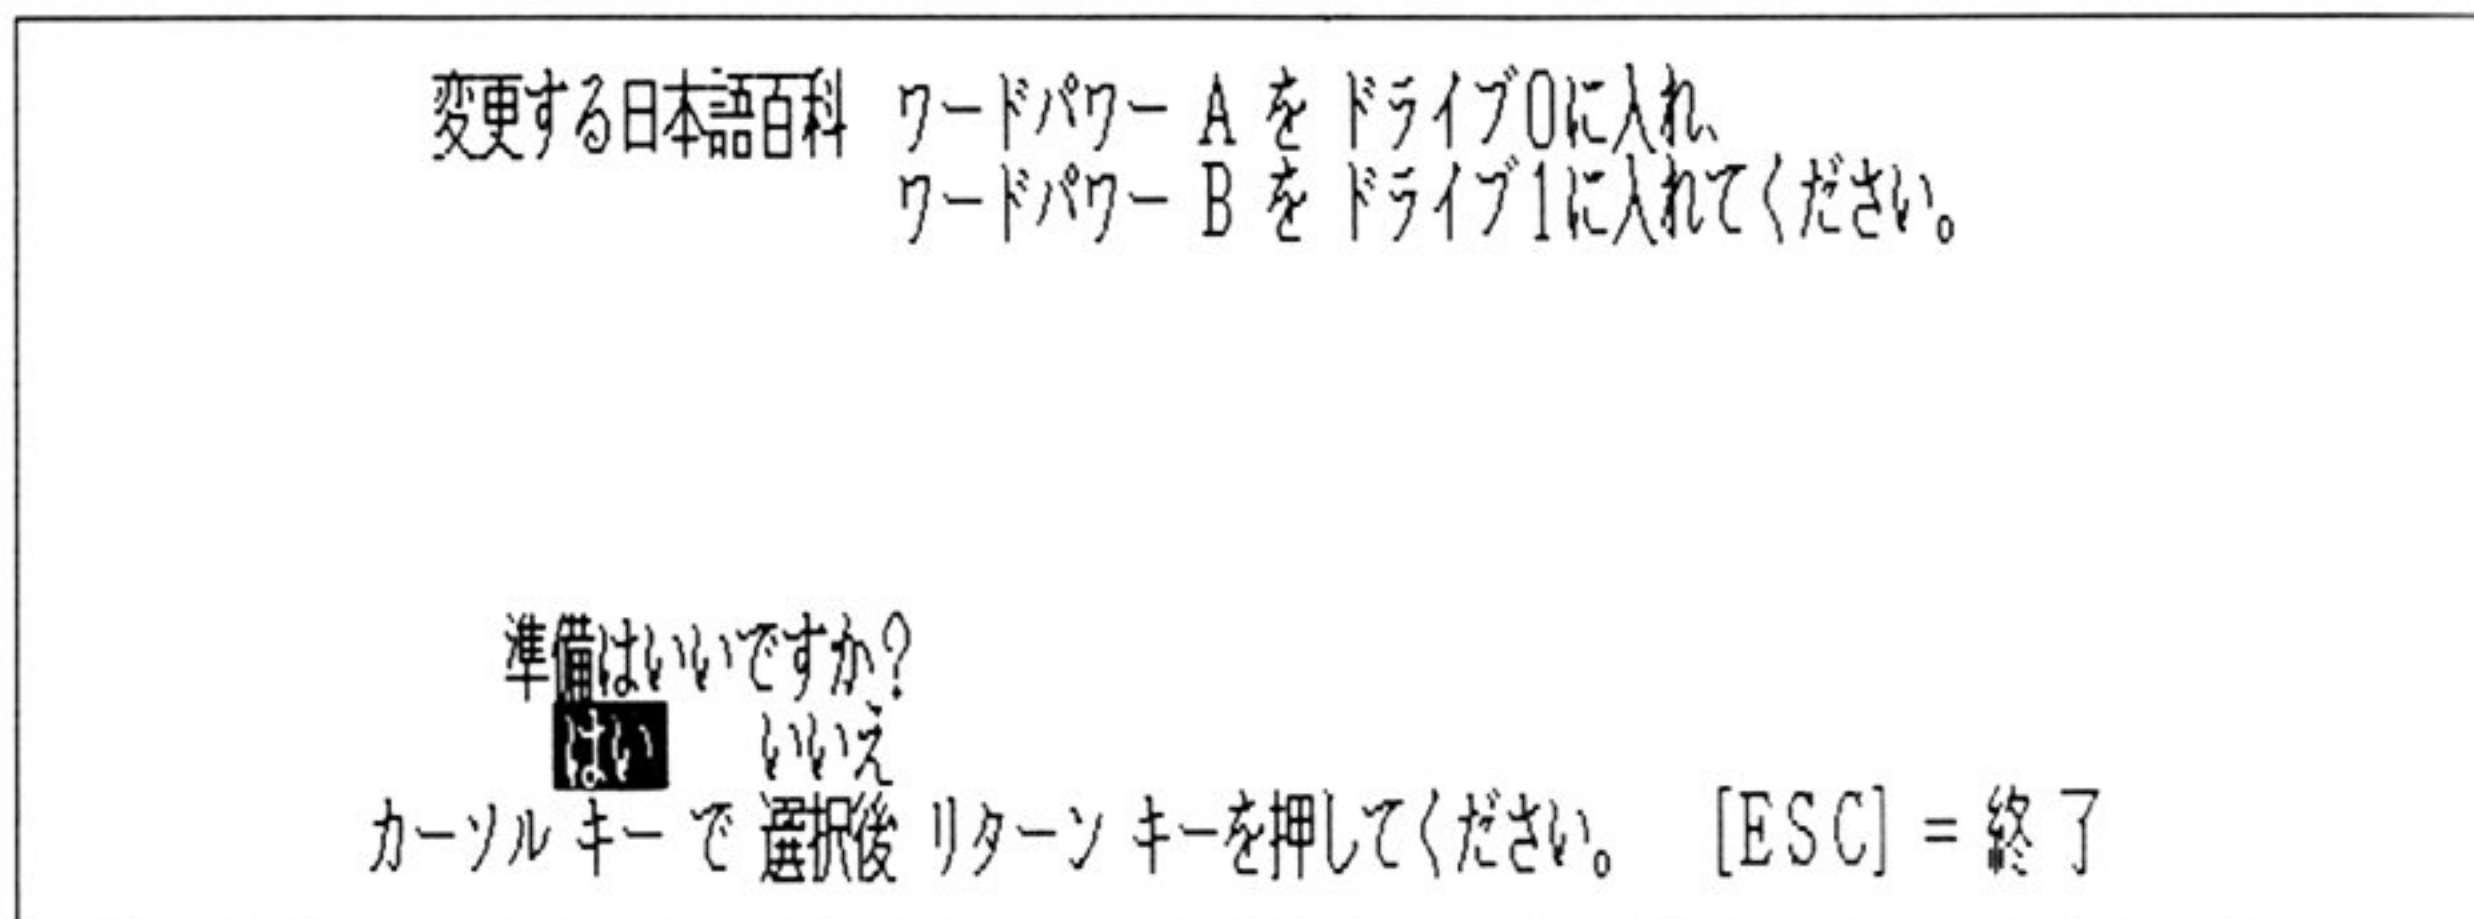 変更する日本語百科 ワードパワー A を ドライブ0に入れ、
ワードパワー B を ドライブ1に入れてください。
準備はいいですか？
はい いいえ
カーソル キー で 選択後 リターン キーを押してください。 [ESC] = 終了